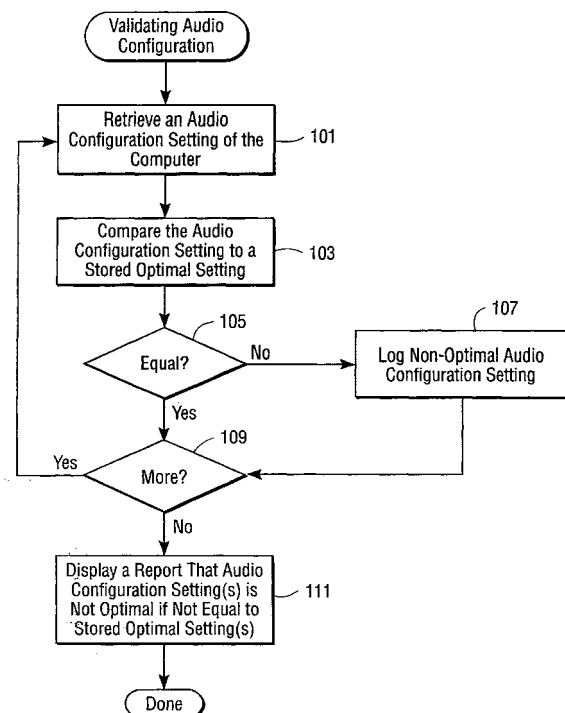 Validating Audio
Configuration
Retrieve an Audio
Configuration Setting of the
Computer
101
Compare the Audio
Configuration Setting to a
Stored Optimal Setting
103
105
Equal?
No
107
Log Non-Optimal Audio
Configuration Setting
Yes
109
Yes
More?
No
Display a Report That Audio
Configuration Setting(s) is
Not Optimal if Not Equal to
Stored Optimal Setting(s)
111
Done